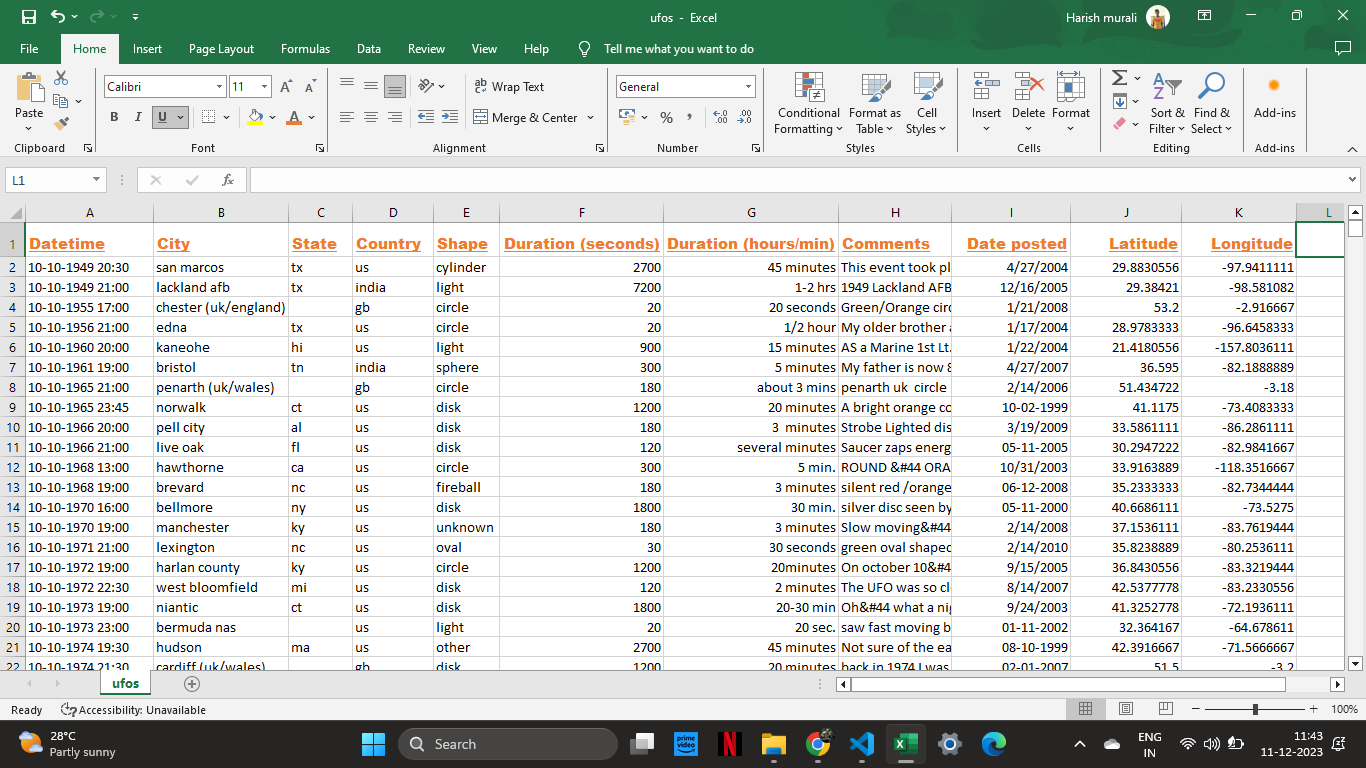 ufos - Excel
Harish murali
File Home Insert Page Layout Formulas Data Review View Help Tell me what you want to do
Calibri 11 ab Wrap Text General
Paste B I U Merge & Center % , Conditional Formatting Format as Table Cell Styles Insert Delete Format Sort & Filter Find & Select Add-ins
Clipboard Font Alignment Number Styles Cells Editing Add-ins
L1 fx
A B C D E F G H I J K L
1 Datetime City State Country Shape Duration (seconds) Duration (hours/min) Comments Date posted Latitude Longitude
2 10-10-1949 20:30 san marcos tx us cylinder 2700 45 minutes This event took pl 4/27/2004 29.8830556 -97.9411111
3 10-10-1949 21:00 lackland afb tx india light 7200 1-2 hrs 1949 Lackland AFB 12/16/2005 29.38421 -98.581082
4 10-10-1955 17:00 chester (uk/england) gb circle 20 20 seconds Green/Orange circ 1/21/2008 53.2 -2.916667
5 10-10-1956 21:00 edna tx us circle 20 1/2 hour My older brother a 1/17/2004 28.9783333 -96.6458333
6 10-10-1960 20:00 kaneohe hi us light 900 15 minutes AS a Marine 1st Lt. 1/22/2004 21.4180556 -157.8036111
7 10-10-1961 19:00 bristol tn india sphere 300 5 minutes My father is now 8 4/27/2007 36.595 -82.1888889
8 10-10-1965 21:00 penarth (uk/wales) gb circle 180 about 3 mins penarth uk circle 2/14/2006 51.434722 -3.18
9 10-10-1965 23:45 norwalk ct us disk 1200 20 minutes A bright orange co 10-02-1999 41.1175 -73.4083333
10 10-10-1966 20:00 pell city al us disk 180 3 minutes Strobe Lighted dis 3/19/2009 33.5861111 -86.2861111
11 10-10-1966 21:00 live oak fl us disk 120 several minutes Saucer zaps energ 05-11-2005 30.2947222 -82.9841667
12 10-10-1968 13:00 hawthorne ca us circle 300 5 min. ROUND &#44 ORA 10/31/2003 33.9163889 -118.3516667
13 10-10-1968 19:00 brevard nc us fireball 180 3 minutes silent red /orange 06-12-2008 35.2333333 -82.7344444
14 10-10-1970 16:00 bellmore ny us disk 1800 30 min. silver disc seen by 05-11-2000 40.6686111 -73.5275
15 10-10-1970 19:00 manchester ky us unknown 180 3 minutes Slow moving&#44 2/14/2008 37.1536111 -83.7619444
16 10-10-1971 21:00 lexington nc us oval 30 30 seconds green oval shaped 2/14/2010 35.8238889 -80.2536111
17 10-10-1972 19:00 harlan county ky us circle 1200 20minutes On october 10&#4 9/15/2005 36.8430556 -83.3219444
18 10-10-1972 22:30 west bloomfield mi us disk 120 2 minutes The UFO was so cl 8/14/2007 42.5377778 -83.2330556
19 10-10-1973 19:00 niantic ct us disk 1800 20-30 min Oh&#44 what a nig 9/24/2003 41.3252778 -72.1936111
20 10-10-1973 23:00 bermuda nas us light 20 20 sec. saw fast moving b 01-11-2002 32.364167 -64.678611
21 10-10-1974 19:30 hudson ma us other 2700 45 minutes Not sure of the ea 08-10-1999 42.3916667 -71.5666667
22 10-10-1974 21:30 cardiff (uk/wales) gb disk 1200 20 minutes back in 1974 I was 02-01-2007 51.5 -3.2
ufos
Ready Accessibility: Unavailable 100%
28°C
Partly sunny
Search
prime video
N
ENG
IN
11:43
11-12-2023